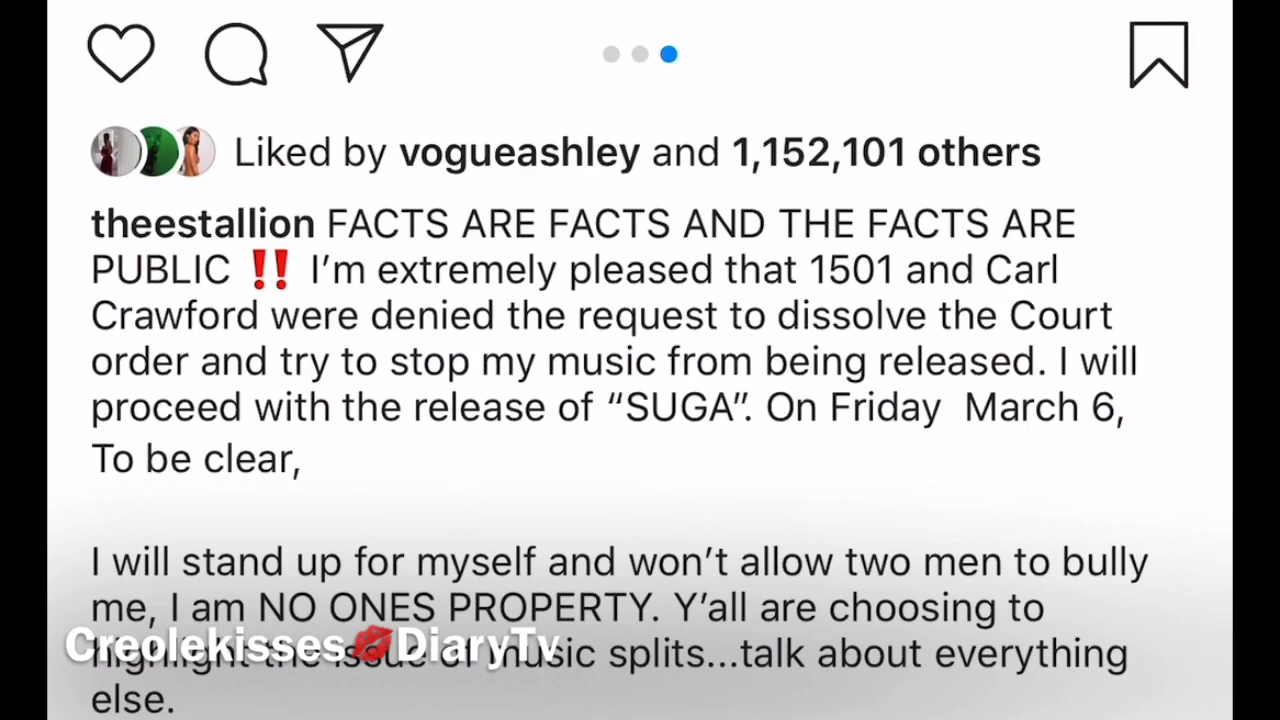 Liked by vogueashley and 1,152,101 others
theestallion FACTS ARE FACTS AND THE FACTS ARE
PUBLIC ‼️ I’m extremely pleased that 1501 and Carl
Crawford were denied the request to dissolve the Court
order and try to stop my music from being released. I will
proceed with the release of “SUGA”. On Friday  March 6,
To be clear,
I will stand up for myself and won’t allow two men to bully
me, I am NO ONES PROPERTY. Y’all are choosing to
highlight the issue of music splits...talk about everything
Creolekisses💋DiaryTv
else.